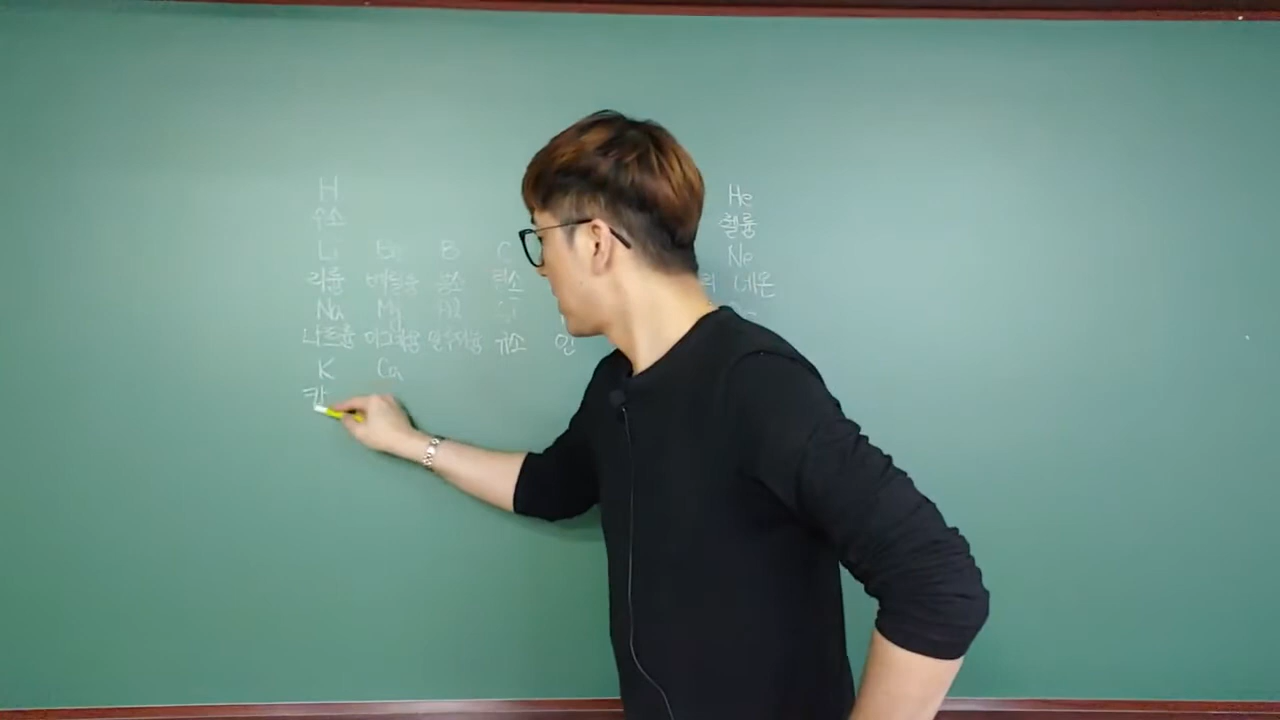 H He
수소 헬륨
Li Be B C Ne
리튬 베릴륨 붕소 탄소 네온
Na Mg Al Si
나트륨 마그네슘 알루미늄 규소 인
K Ca
칼